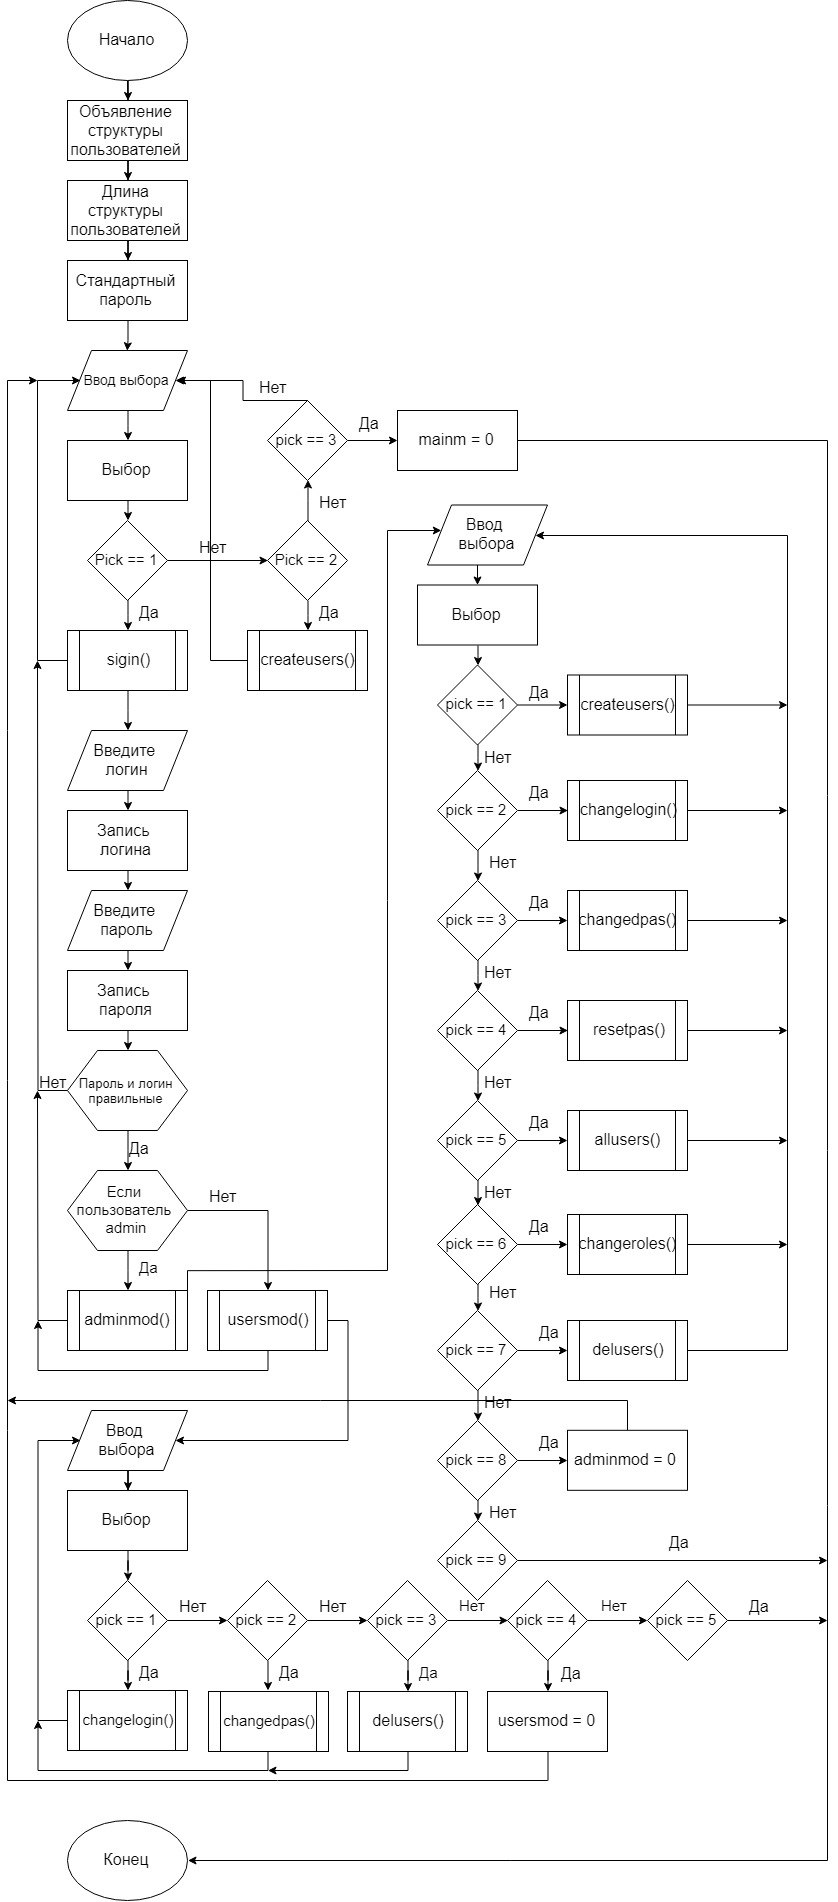 Начало
Объявление
структуры
пользователей
Длина
структуры
пользователей
Стандартный
пароль
Ввод выбора
Выбор
Pick == 1
Нет
Pick == 2
Нет
pick == 3
Нет
Да
mainm = 0
Да
createusers()
Да
sigin()
Введите
логин
Запись
логина
Введите
пароль
Запись
пароля
Пароль и логин
правильные
Нет
Да
Если
пользователь
admin
Нет
Да
adminmod()
usersmod()
Ввод
выбора
Выбор
pick == 1
Да
createusers()
Нет
pick == 2
Да
changelogin()
Нет
pick == 3
Да
changedpas()
Нет
pick == 4
Да
resetpas()
Нет
pick == 5
Да
allusers()
Нет
pick == 6
Да
changeroles()
Нет
pick == 7
Да
delusers()
Нет
pick == 8
Да
adminmod = 0
Нет
pick == 9
Да
Ввод
выбора
Выбор
pick == 1
Нет
pick == 2
Нет
pick == 3
Нет
pick == 4
Нет
pick == 5
Да
Да
Да
Да
Да
changelogin()
changedpas()
delusers()
usersmod = 0
Конец